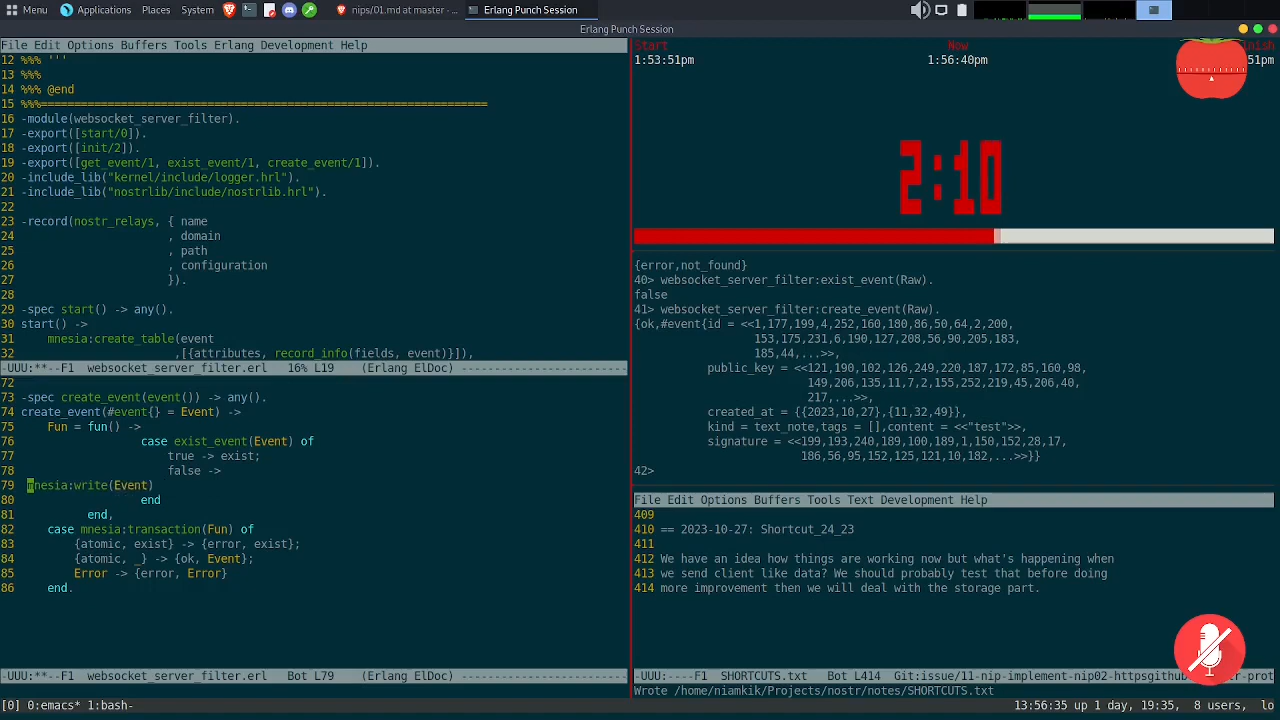 Menu Applications Places System nips/01.md at master - ... Erlang Punch Session
Erlang Punch Session
File Edit Options Buffers Tools Erlang Development Help
12 %%% '''
13 %%%
14 %%% @end
15 %%%===================================================================
16 -module(websocket_server_filter).
17 -export([start/0]).
18 -export([init/2]).
19 -export([get_event/1, exist_event/1, create_event/1]).
20 -include_lib("kernel/include/logger.hrl").
21 -include_lib("nostrlib/include/nostrlib.hrl").
22
23 -record(nostr_relays, { name
24 , domain
25 , path
26 , configuration
27 }).
28
29 -spec start() -> any().
30 start() ->
31 mnesia:create_table(event
32 ,[{attributes, record_info(fields, event)}]),
-UUU:**--F1 websocket_server_filter.erl 16% L19 (Erlang ElDoc) -------------------------
72
73 -spec create_event(event()) -> any().
74 create_event(#event{} = Event) ->
75 Fun = fun() ->
76 case exist_event(Event) of
77 true -> exist;
78 false ->
79 mnesia:write(Event)
80 end
81 end,
82 case mnesia:transaction(Fun) of
83 {atomic, exist} -> {error, exist};
84 {atomic, _} -> {ok, Event};
85 Error -> {error, Error}
86 end.
-UUU:**--F1 websocket_server_filter.erl Bot L79 (Erlang ElDoc) -------------------------
Start Now inish
1:53:51pm 1:56:40pm 51pm
2:10
{error,not_found}
40> websocket_server_filter:exist_event(Raw).
false
41> websocket_server_filter:create_event(Raw).
{ok,#event{id = <<1,177,199,4,252,160,180,86,50,64,2,200,
153,175,231,6,190,127,208,56,90,205,183,
185,44,...>>,
public_key = <<121,190,102,126,249,220,187,172,85,160,98,
149,206,135,11,7,2,155,252,219,45,206,40,
217,...>>,
created_at = {{2023,10,27},{11,32,49}},
kind = text_note,tags = [],content = <<"test">>,
signature = <<199,193,240,189,100,189,1,150,152,28,17,
186,56,95,152,125,121,10,182,...>>}}
42>
File Edit Options Buffers Tools Text Development Help
409
410 == 2023-10-27: Shortcut_24_23
411
412 We have an idea how things are working now but what's happening when
413 we send client like data? We should probably test that before doing
414 more improvement then we will deal with the storage part.
-UUU:----F1 SHORTCUTS.txt Bot L414 Git:issue/11-nip-implement-nip02-httpsgithub r-prot
Wrote /home/niamkik/Projects/nostr/notes/SHORTCUTS.txt
[0] 0:emacs* 1:bash- 13:56:35 up 1 day, 19:35, 8 users, lo